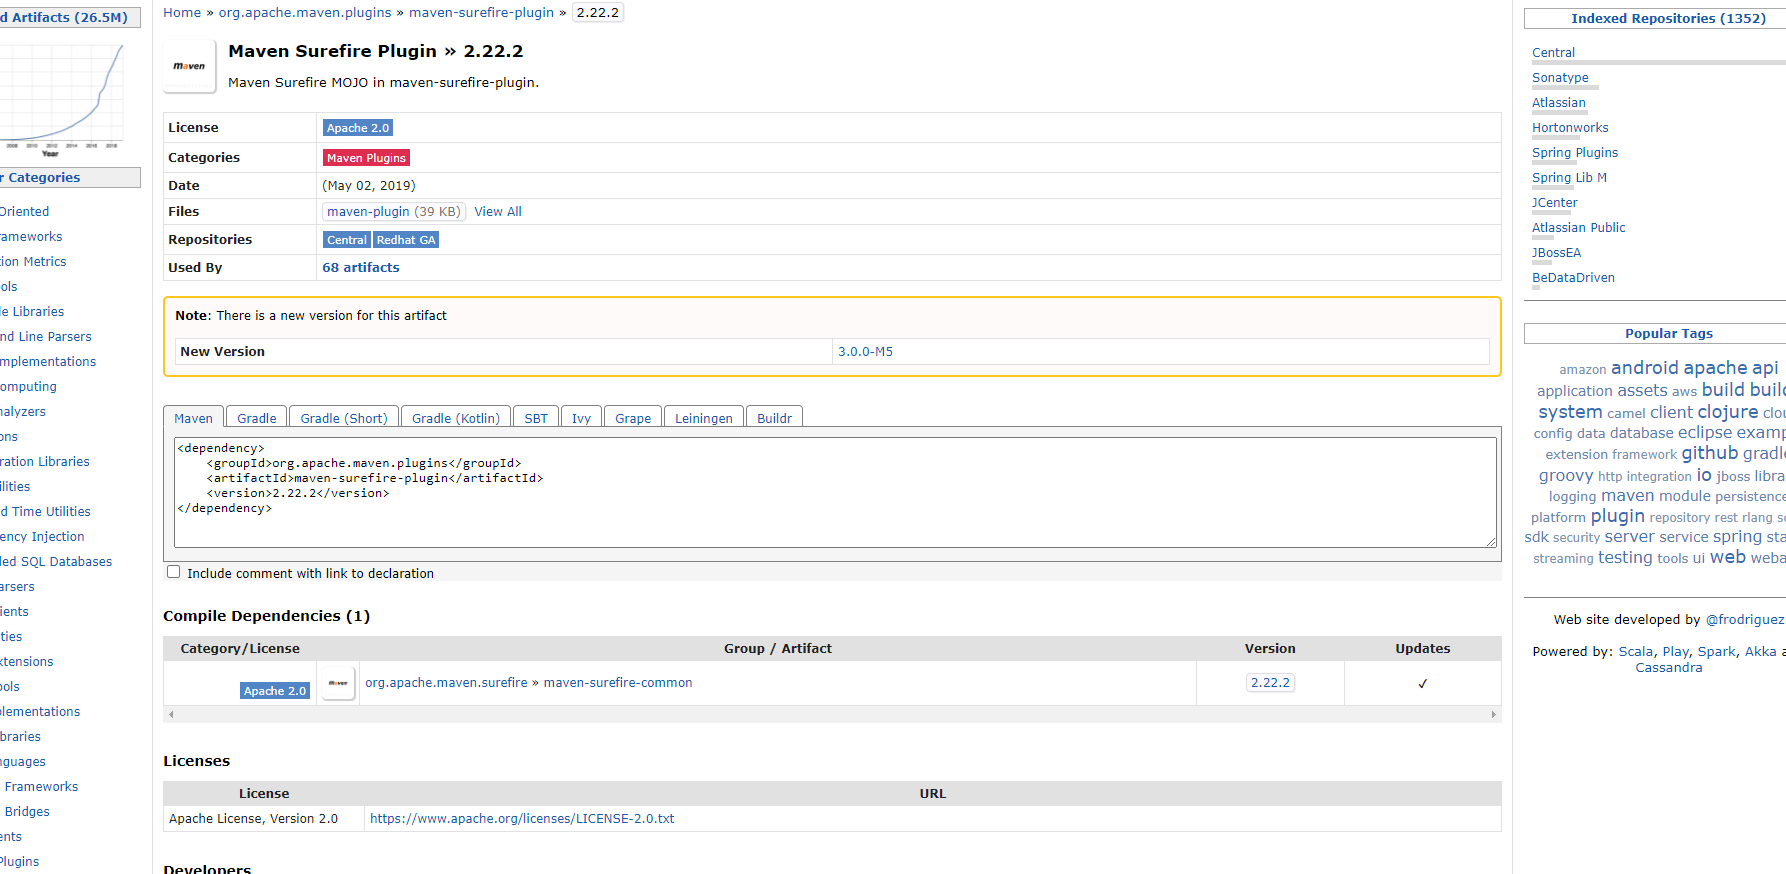 d Artifacts (26.5M)
2008 2010 2012 2014 2016 2018
Year
r Categories
Oriented
rameworks
tion Metrics
ols
le Libraries
nd Line Parsers
mplementations
omputing
nalyzers
ons
ration Libraries
ilities
d Time Utilities
ency Injection
led SQL Databases
arsers
ients
ties
xtensions
ols
plementations
braries
nguages
Frameworks
Bridges
ents
Plugins
Home » org.apache.maven.plugins » maven-surefire-plugin » 2.22.2
maven
Maven Surefire Plugin » 2.22.2
Maven Surefire MOJO in maven-surefire-plugin.
License Apache 2.0
Categories Maven Plugins
Date (May 02, 2019)
Files maven-plugin (39 KB) View All
Repositories Central Redhat GA
Used By 68 artifacts
Note: There is a new version for this artifact
New Version 3.0.0-M5
Maven Gradle Gradle (Short) Gradle (Kotlin) SBT Ivy Grape Leiningen Buildr
<dependency>
    <groupId>org.apache.maven.plugins</groupId>
    <artifactId>maven-surefire-plugin</artifactId>
    <version>2.22.2</version>
</dependency>
Include comment with link to declaration
Compile Dependencies (1)
Category/License Group / Artifact Version Updates
Apache 2.0 maven org.apache.maven.surefire » maven-surefire-common 2.22.2 ✓
Licenses
License URL
Apache License, Version 2.0 https://www.apache.org/licenses/LICENSE-2.0.txt
Developers
Indexed Repositories (1352)
Central
Sonatype
Atlassian
Hortonworks
Spring Plugins
Spring Lib M
JCenter
Atlassian Public
JBossEA
BeDataDriven
Popular Tags
amazon android apache api
application assets aws build build
system camel client clojure clou
config data database eclipse examp
extension framework github gradle
groovy http integration io jboss libra
logging maven module persistence
platform plugin repository rest rlang s
sdk security server service spring sta
streaming testing tools ui web weba
Web site developed by @frodriguez
Powered by: Scala, Play, Spark, Akka a
Cassandra